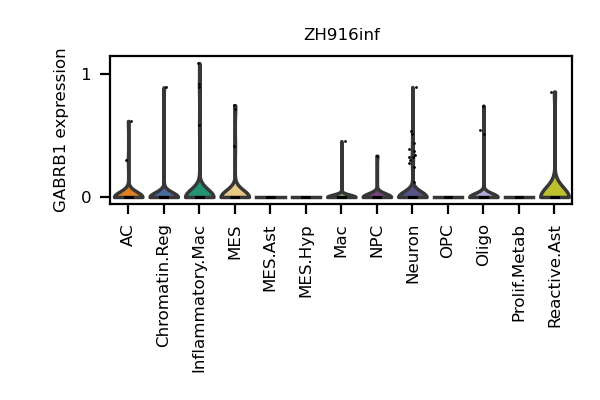 ZH916inf
GABRB1 expression
1
0
AC
Chromatin.Reg
Inflammatory.Mac
MES
MES.Ast
MES.Hyp
Mac
NPC
Neuron
OPC
Oligo
Prolif.Metab
Reactive.Ast